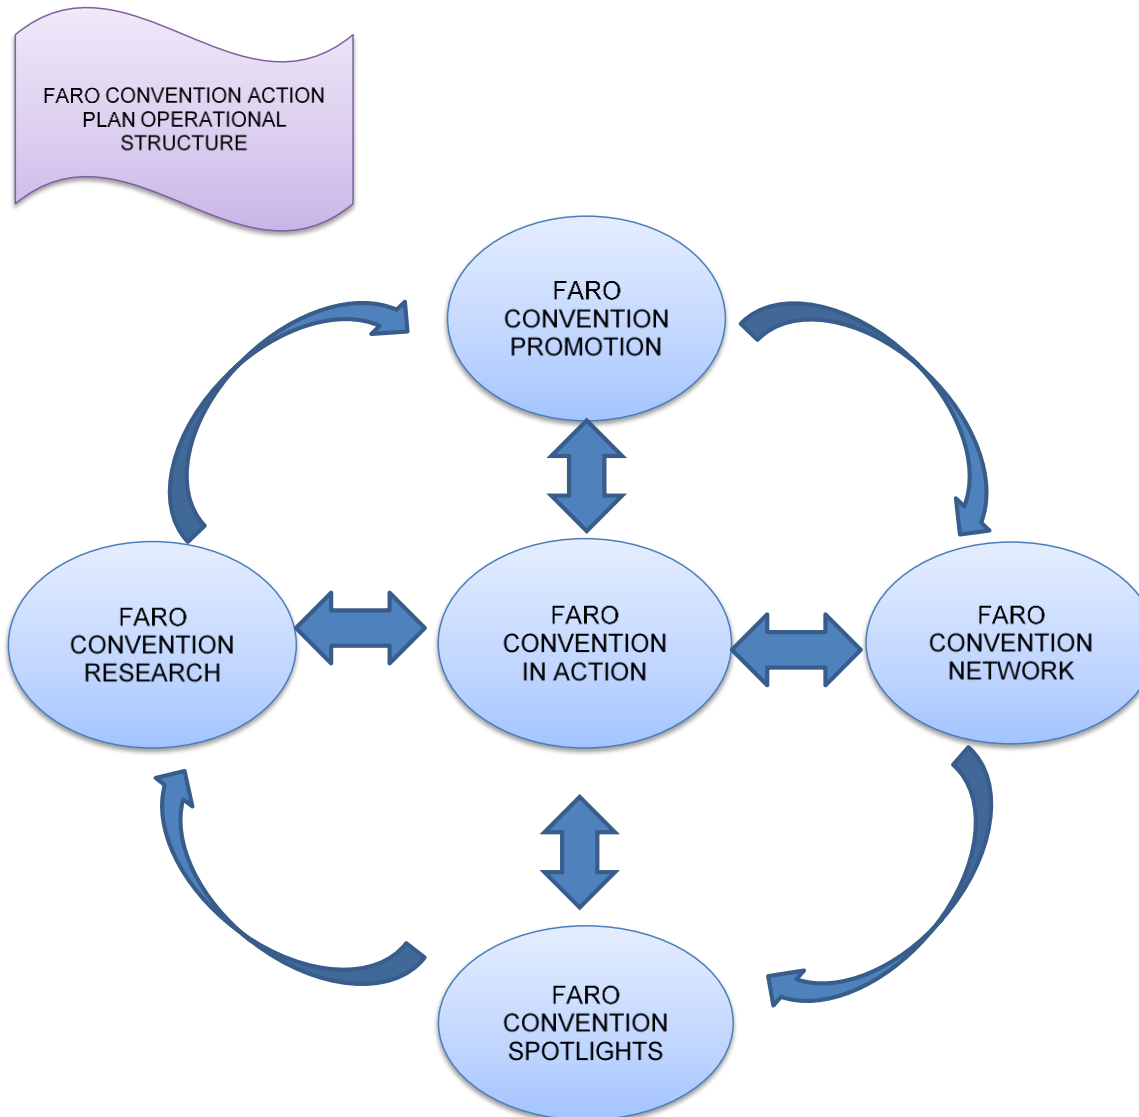 FARO CONVENTION ACTION
PLAN OPERATIONAL
STRUCTURE
FARO
CONVENTION
PROMOTION
FARO
CONVENTION
RESEARCH
FARO
CONVENTION
IN ACTION
FARO
CONVENTION
NETWORK
FARO
CONVENTION
SPOTLIGHTS